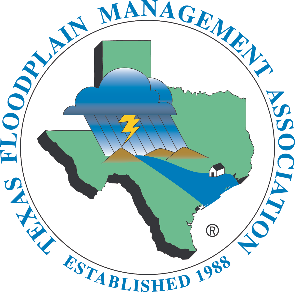 TEXAS FLOODPLAIN MANAGEMENT ASSOCIATION
®
ESTABLISHED 1988